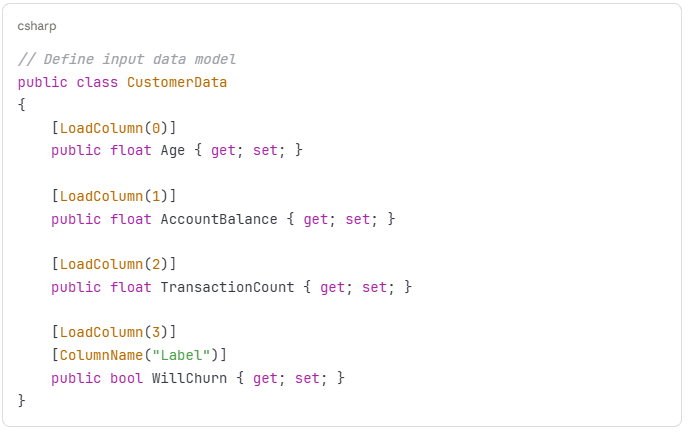 csharp
// Define input data model
public class CustomerData
{
    [LoadColumn(0)]
    public float Age { get; set; }

    [LoadColumn(1)]
    public float AccountBalance { get; set; }

    [LoadColumn(2)]
    public float TransactionCount { get; set; }

    [LoadColumn(3)]
    [ColumnName("Label")]
    public bool WillChurn { get; set; }
}